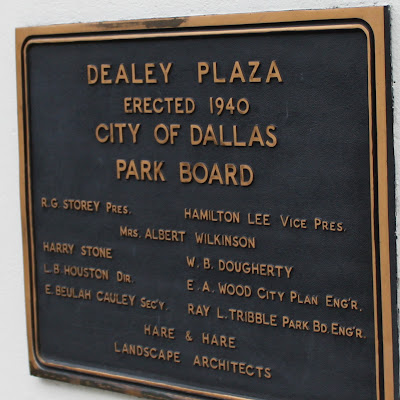 DEALEY PLAZA
ERECTED 1940
CITY OF DALLAS
PARK BOARD
R.G STOREY PRES. HAMILTON LEE VICE PRES.
MRS. ALBERT WILKINSON
HARRY STONE W. B. DOUGHERTY
L.B HOUSTON DIR. E. A. WOOD CITY PLAN ENG'R.
E. BEULAH CAULEY SEC'Y. RAY L. TRIBBLE PARK BD. ENG'R.
HARE & HARE
LANDSCAPE ARCHITECTS